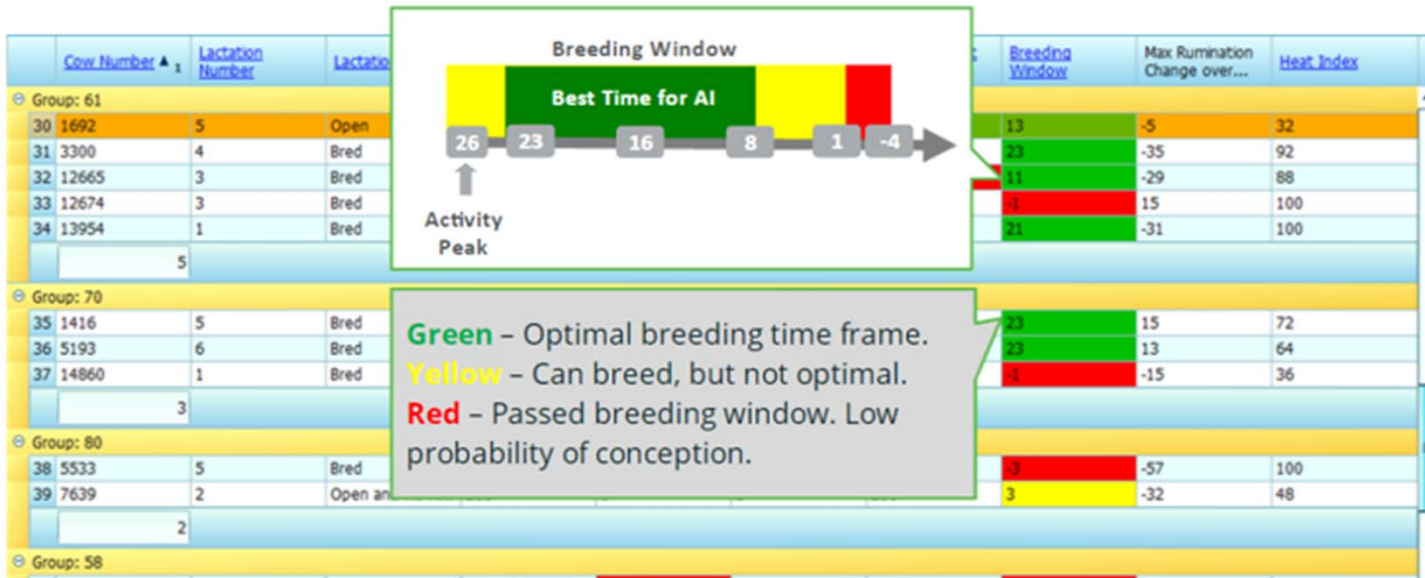 Cow Number ▲ 1 Lactation Number Lactatio Breeding Window Max Rumination Change over... Heat Index
Group: 61
30 1692 5 Open 13 -5 32
31 3300 4 Bred 23 -35 92
32 12665 3 Bred 11 -29 88
33 12674 3 Bred -1 15 100
34 13954 1 Bred 21 -31 100
5
Breeding Window
Best Time for AI
26 23 16 8 1 -4
Activity
Peak
Group: 70
35 1416 5 Bred 23 15 72
36 5193 6 Bred 23 13 64
37 14860 1 Bred -1 -15 36
3
Green – Optimal breeding time frame.
Yellow – Can breed, but not optimal.
Red – Passed breeding window. Low
probability of conception.
Group: 80
38 5533 5 Bred -3 -57 100
39 7639 2 Open an 3 -32 48
2
Group: 58